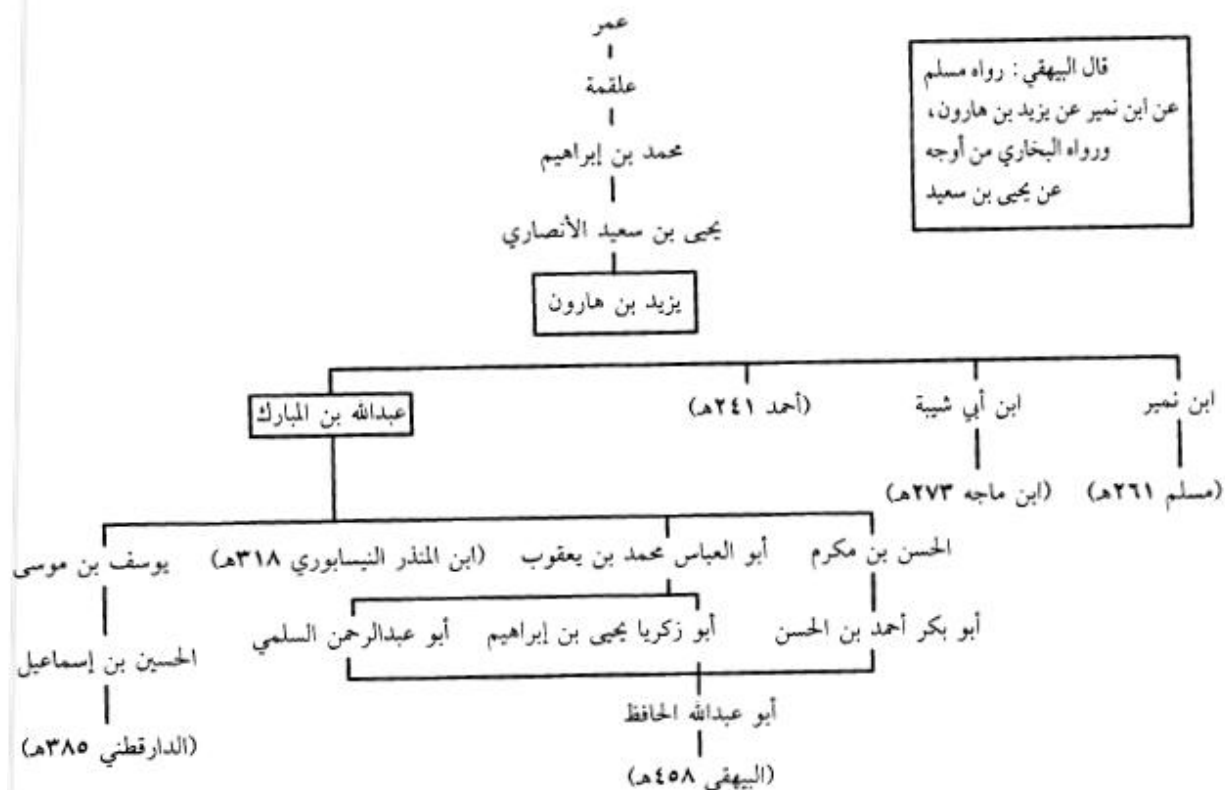 عمر
علقمة
محمد بن إبراهيم
يحيى بن سعيد الأنصاري
يزيد بن هارون
قال البيهقي: رواه مسلم
عن ابن نمير عن يزيد بن هارون،
ورواه البخاري من أوجه
عن يحيى بن سعيد
ابن نمير
ابن أبي شيبة
(أحمد ٢٤١هـ)
عبدالله بن المبارك
(مسلم ٢٦١هـ)
(ابن ماجه ٢٧٣هـ)
الحسن بن مكرم
أبو العباس محمد بن يعقوب
(ابن المنذر النيسابوري ٣١٨هـ)
يوسف بن موسى
أبو بكر أحمد بن الحسن
أبو زكريا يحيى بن إبراهيم
أبو عبدالرحمن السلمي
الحسين بن إسماعيل
أبو عبدالله الحافظ
(الدارقطني ٣٨٥هـ)
(البيهقي ٤٥٨هـ)